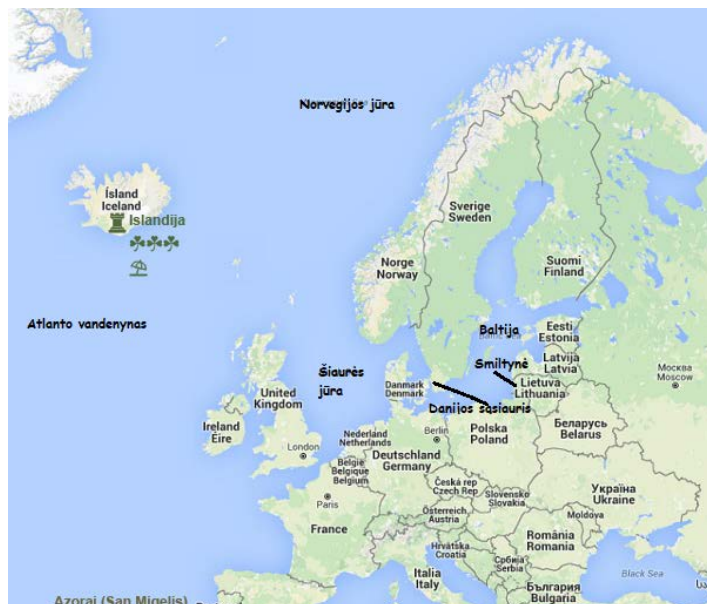 Norvegijos jūra
Ísland
Iceland
Islandija
Sverige
Sweden
Norge
Norway
Suomi
Finland
Atlanto vandenynas
Baltija
Eesti
Estonia
Šiaurės
jūra
Smiltynė
Latvija
Latvia
Danmark
Denmark
Lietuva
Lithuania
Москва
Moscow
Danijos sąsiauris
United
Kingdom
Ireland
Éire
London
Nederland
Netherlands
Berlin
Polska
Poland
Беларусь
Belarus
België
Belgique
Belgium
Deutschland
Germany
Paris
Česká rep
Czech Rep
Slovensko
Slovakia
Україна
Ukraine
France
Österreich
Austria
Moldova
Hrvatska
Croatia
România
Romania
Србија
Serbia
Italia
Italy
България
Bulgaria
Black Sea
Azorai (San Migelis)